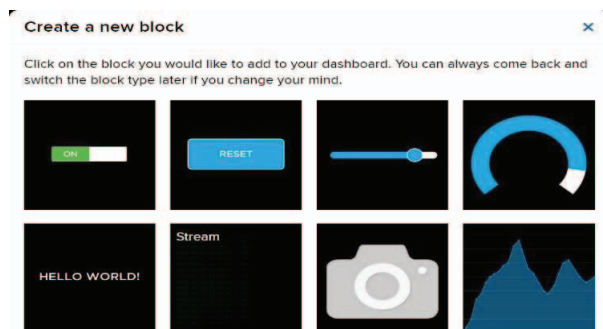 Create a new block
×
Click on the block you would like to add to your dashboard. You can always come back and
switch the block type later if you change your mind.
ON
RESET
HELLO WORLD!
Stream